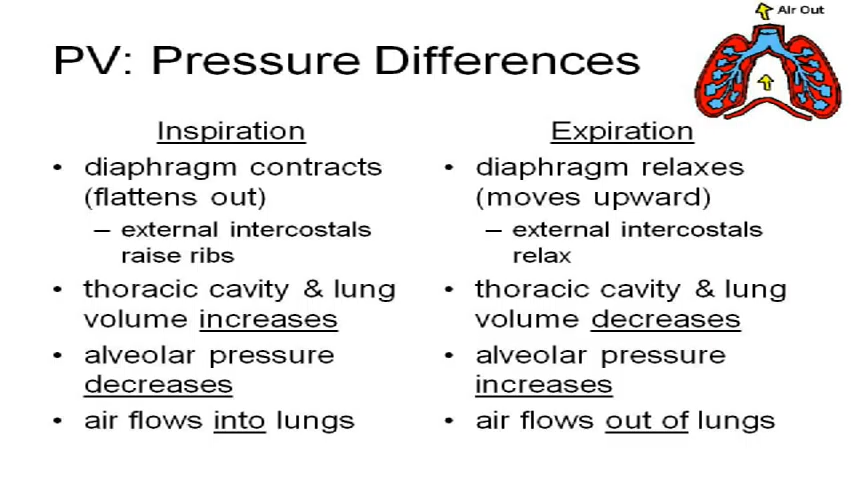 Air Out
PV: Pressure Differences
Inspiration
• diaphragm contracts
(flattens out)
– external intercostals
raise ribs
• thoracic cavity & lung
volume increases
• alveolar pressure
decreases
• air flows into lungs
Expiration
• diaphragm relaxes
(moves upward)
– external intercostals
relax
• thoracic cavity & lung
volume decreases
• alveolar pressure
increases
• air flows out of lungs